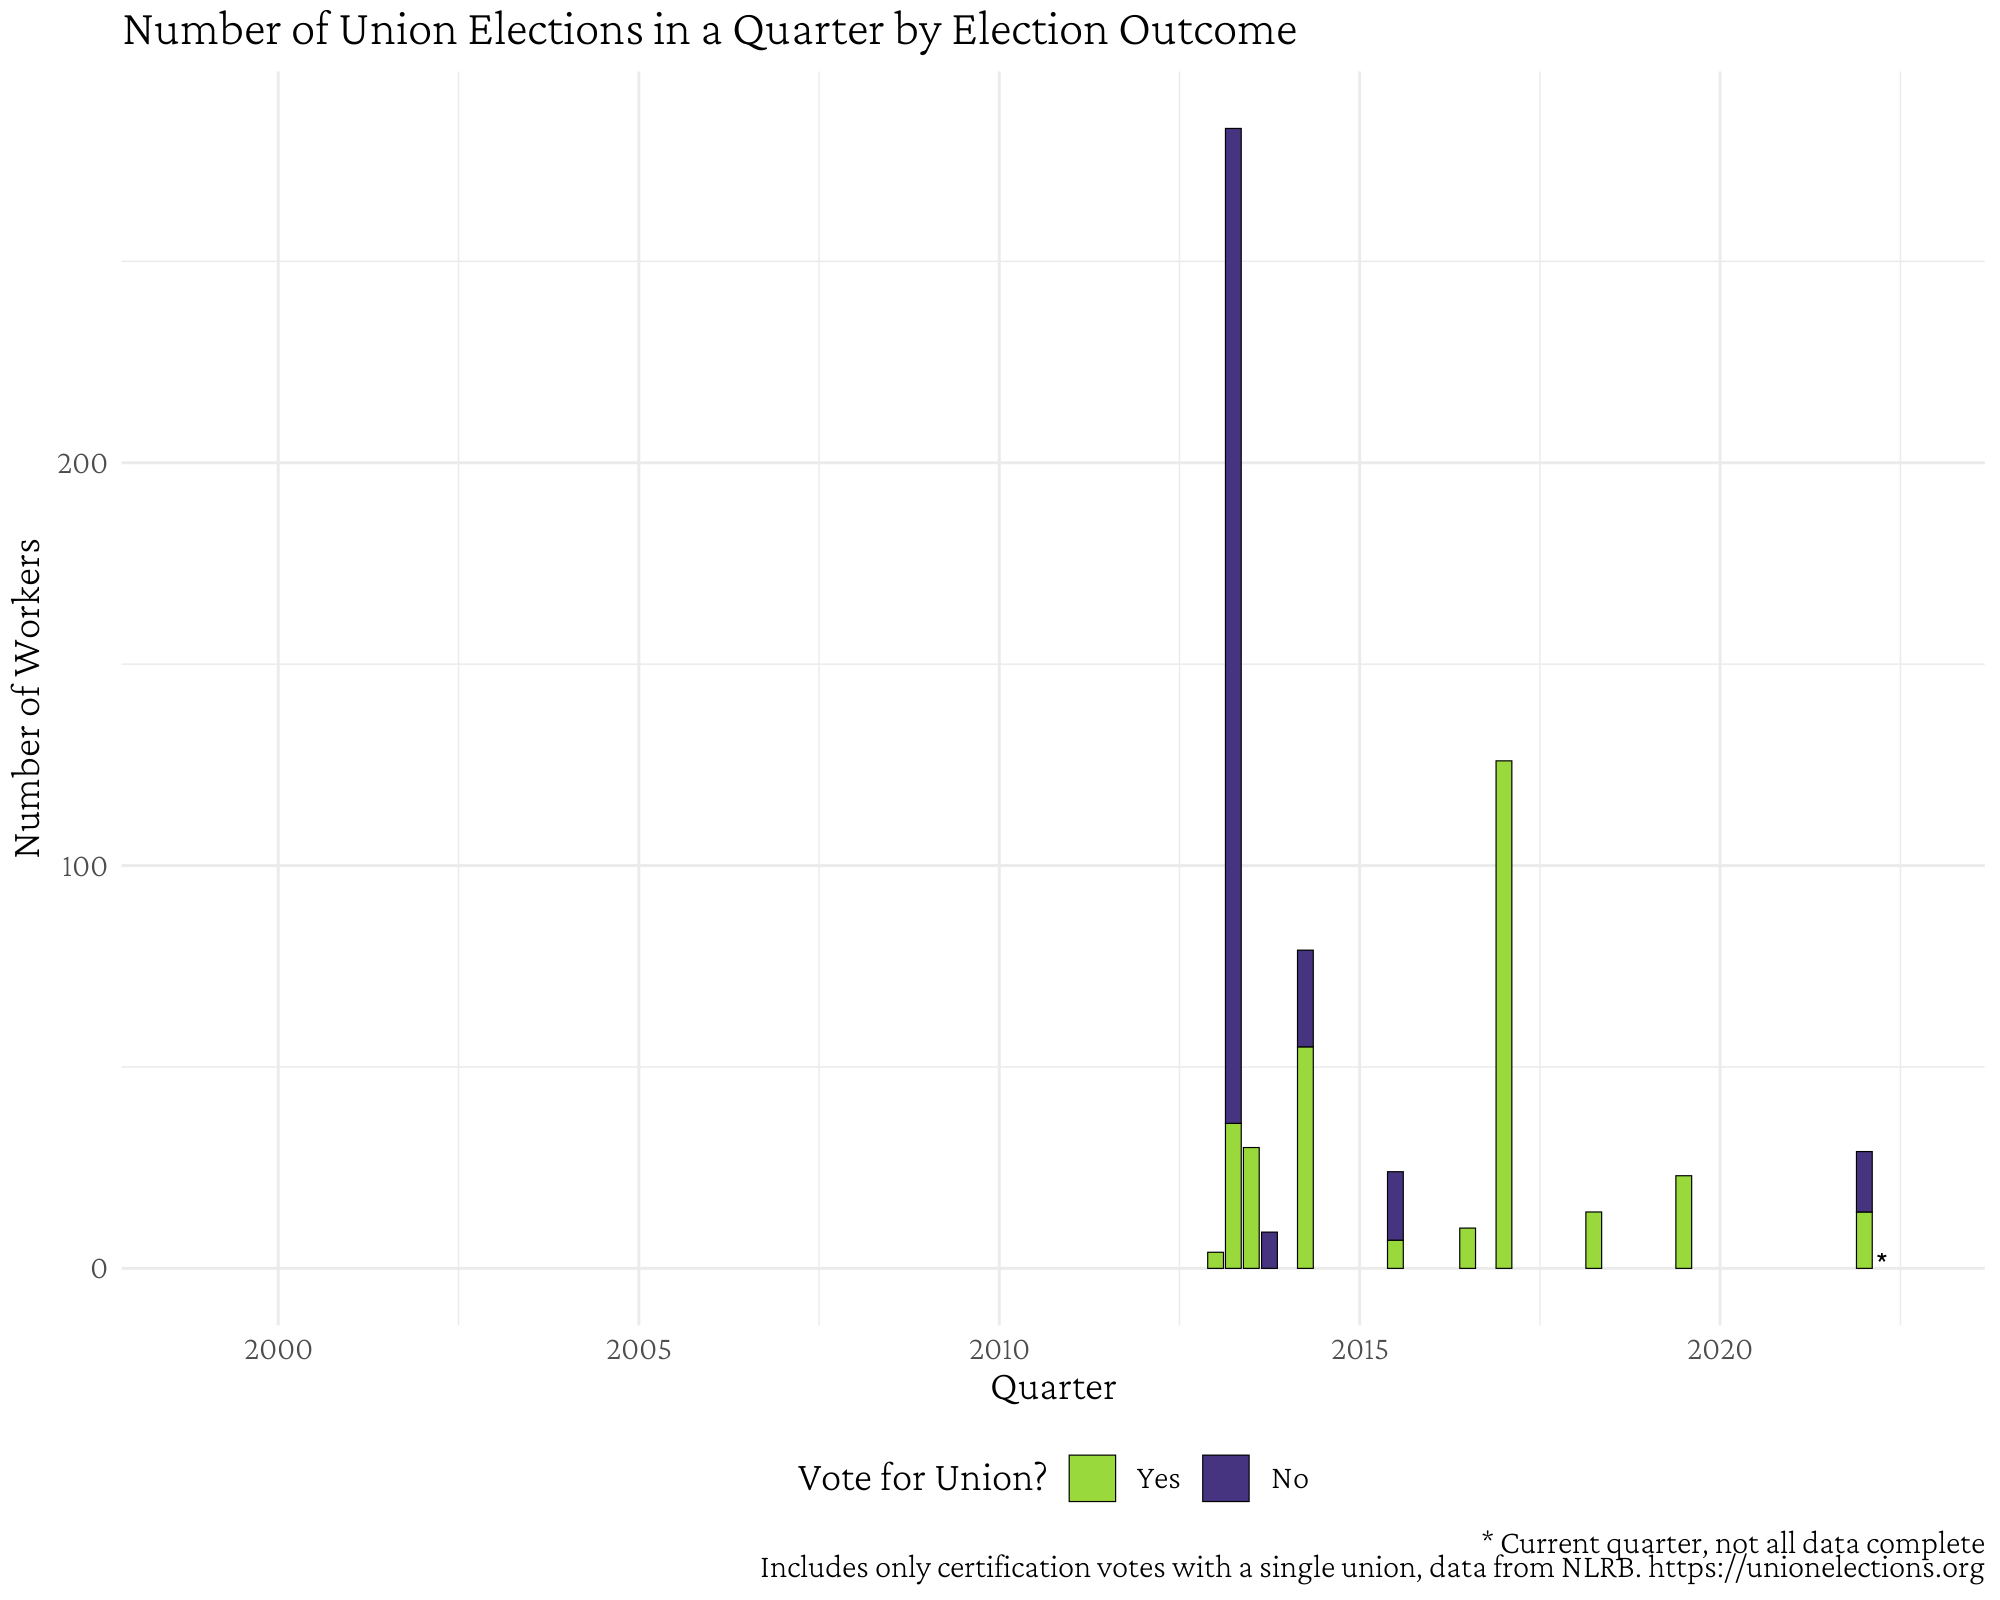 Number of Union Elections in a Quarter by Election Outcome
Number of Workers
200
100
0
*
2000 2005 2010 2015 2020
Quarter
Vote for Union? Yes No
* Current quarter, not all data complete
Includes only certification votes with a single union, data from NLRB. https://unionelections.org